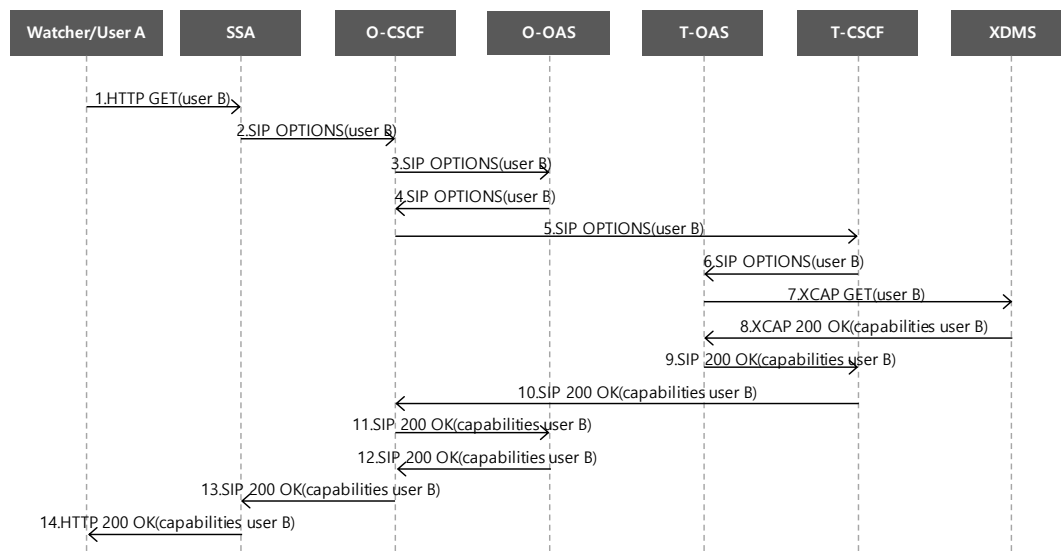 Watcher/User A
SSA
O-CSCF
O-OAS
T-OAS
T-CSCF
XDMS
1.HTTP GET(user B)
2.SIP OPTIONS(user B)
3.SIP OPTIONS(user B)
4.SIP OPTIONS(user B)
5.SIP OPTIONS(user B)
6.SIP OPTIONS(user B)
7.XCAP GET(user B)
8.XCAP 200 OK(capabilities user B)
9.SIP 200 OK(capabilities user B)
10.SIP 200 OK(capabilities user B)
11.SIP 200 OK(capabilities user B)
12.SIP 200 OK(capabilities user B)
13.SIP 200 OK(capabilities user B)
14.HTTP 200 OK(capabilities user B)